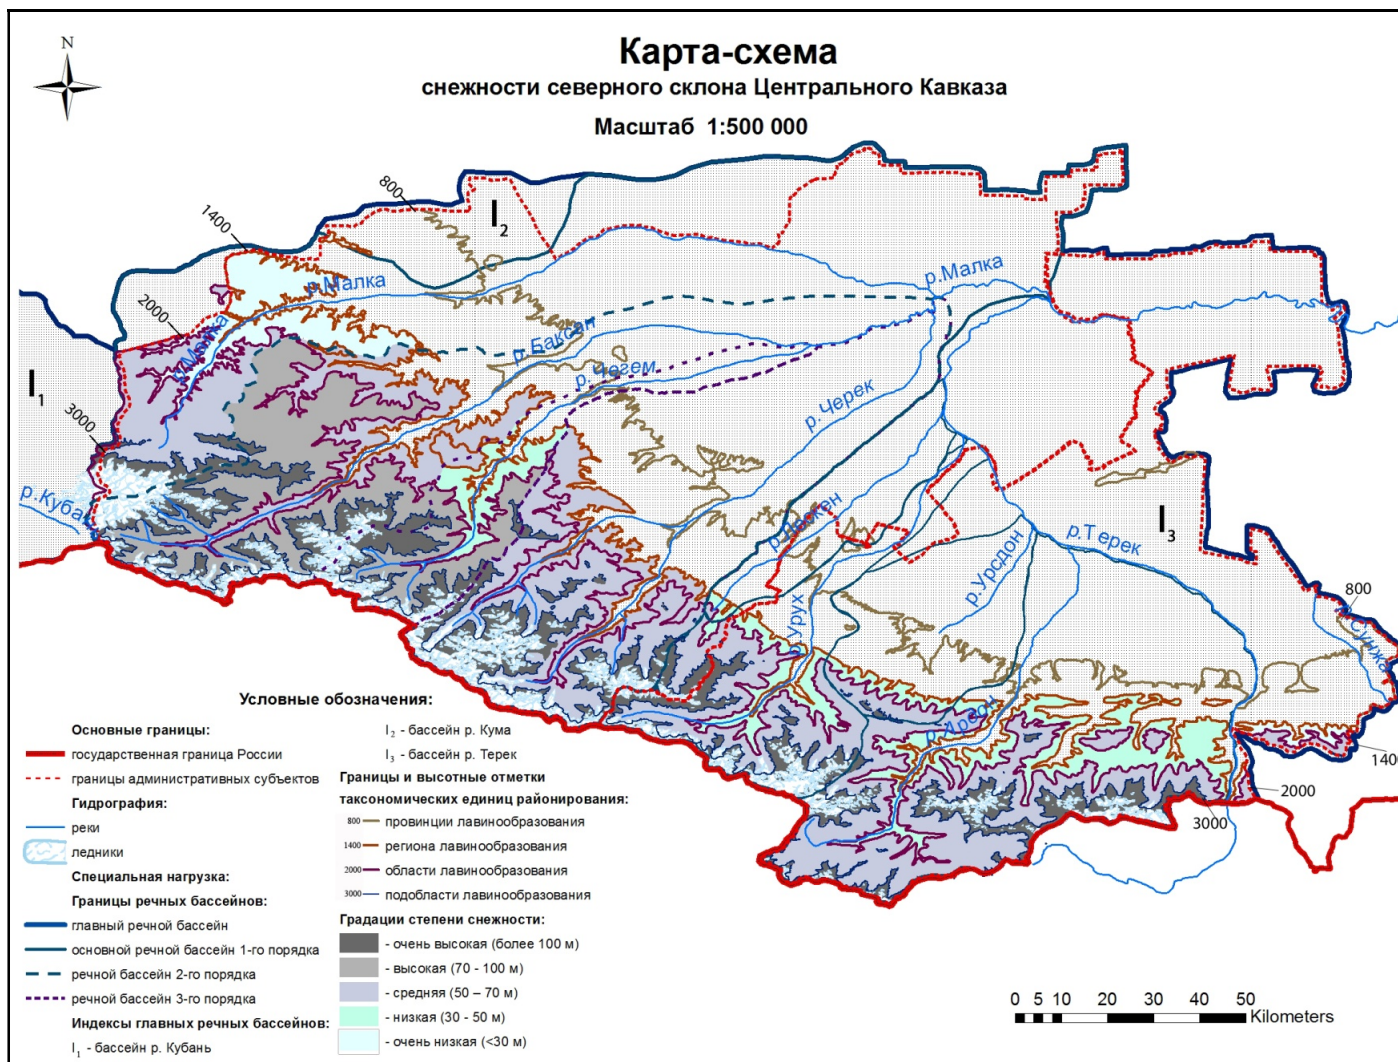 N
Карта-схема
снежности северного склона Центрального Кавказа
Масштаб 1:500 000
800
I2
1400
р.Малка
р.Малка
2000
р.Малка
р.Баксан
р.Чегем
I1
3000
р.Черек
р.Кубань
р.Лескен
р.Терек
I3
р.Урсдон
р.Урух
800
р.Сунжа
р.Ардон
1400
2000
3000
Условные обозначения:
Основные границы:
государственная граница России
границы административных субъектов
Гидрография:
реки
ледники
Специальная нагрузка:
Границы речных бассейнов:
главный речной бассейн
основной речной бассейн 1-го порядка
речной бассейн 2-го порядка
речной бассейн 3-го порядка
Индексы главных речных бассейнов:
I1 - бассейн р. Кубань
I2 - бассейн р. Кума
I3 - бассейн р. Терек
Границы и высотные отметки
таксономических единиц районирования:
800 провинции лавинообразования
1400 региона лавинообразования
2000 области лавинообразования
3000 подобласти лавинообразования
Градации степени снежности:
- очень высокая (более 100 м)
- высокая (70 - 100 м)
- средняя (50 – 70 м)
- низкая (30 - 50 м)
- очень низкая (<30 м)
0 5 10 20 30 40 50
Kilometers